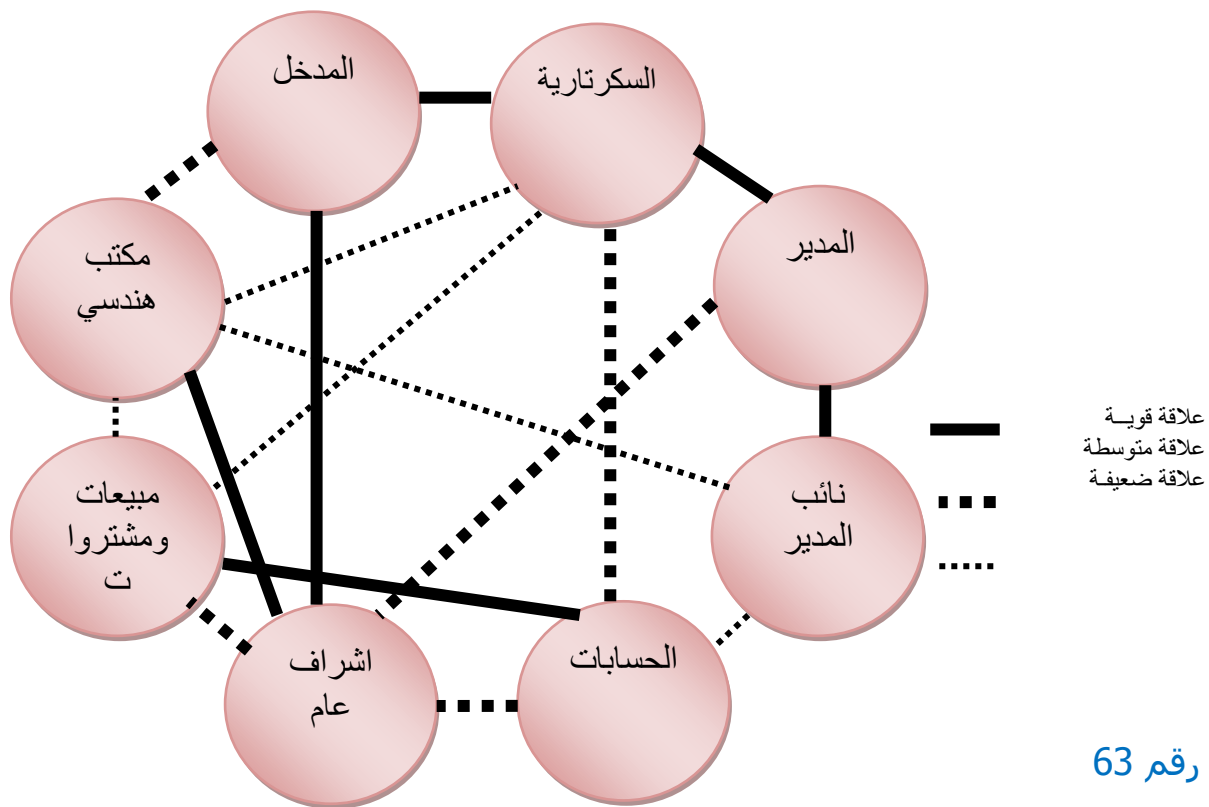 المدخل
السكرتارية
المدير
نائب
المدير
الحسابات
اشراف
عام
مبيعات
ومشتروا
ت
مكتب
هندسي
علاقة قويــة
علاقة متوسطة
علاقة ضعيفـة
رقم 63